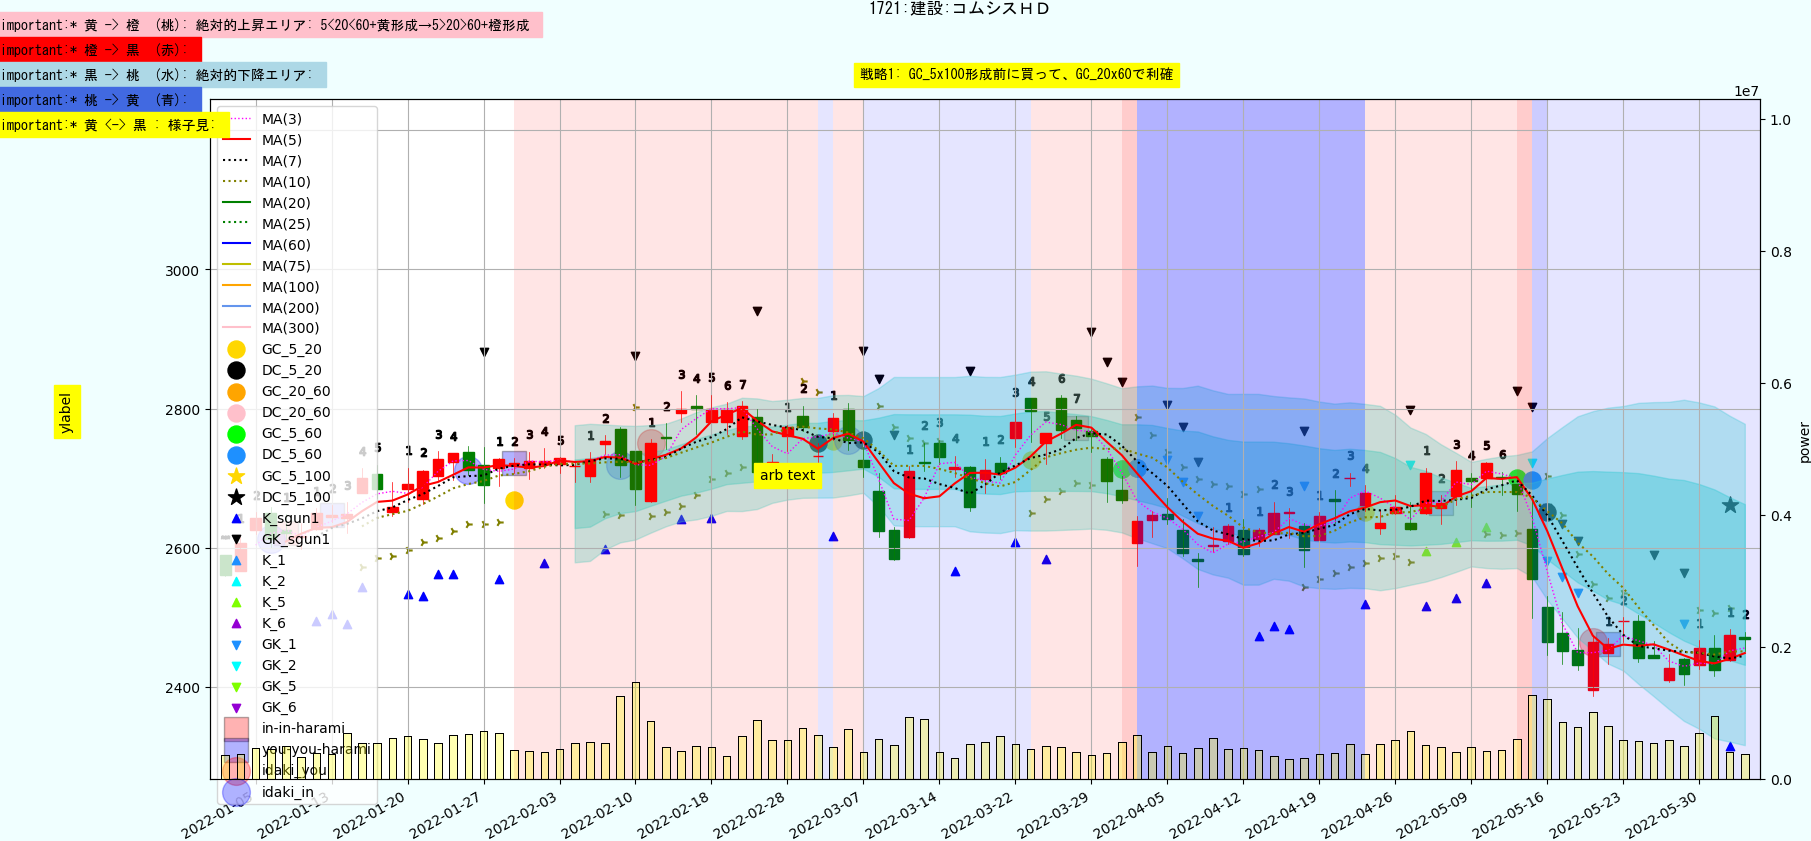 1721:建設:コムシスＨＤ
important:* 黄 -> 橙 (桃): 絶対的上昇エリア: 5<20<60+黄形成→5>20>60+橙形成
important:* 橙 -> 黒 (赤):
important:* 黒 -> 桃 (水): 絶対的下降エリア:
戦略1: GC_5x100形成前に買って、GC_20x60で利確
important:* 桃 -> 黄 (青):
important:* 黄 <-> 黒 : 様子見:
1e7
MA(3)
MA(5)
MA(7)
MA(10)
MA(20)
MA(25)
MA(60)
MA(75)
MA(100)
MA(200)
MA(300)
GC_5_20
DC_5_20
GC_20_60
DC_20_60
GC_5_60
DC_5_60
GC_5_100
DC_5_100
K_sgun1
GK_sgun1
K_1
K_2
K_5
K_6
GK_1
GK_2
GK_5
GK_6
in-in-harami
you-you-harami
idaki_you
idaki_in
3000
2800
2600
2400
ylabel
arb text
1.0
0.8
0.6
0.4
0.2
0.0
power
2022-01-05
2022-01-13
2022-01-20
2022-01-27
2022-02-03
2022-02-10
2022-02-18
2022-02-28
2022-03-07
2022-03-14
2022-03-22
2022-03-29
2022-04-05
2022-04-12
2022-04-19
2022-04-26
2022-05-09
2022-05-16
2022-05-23
2022-05-30